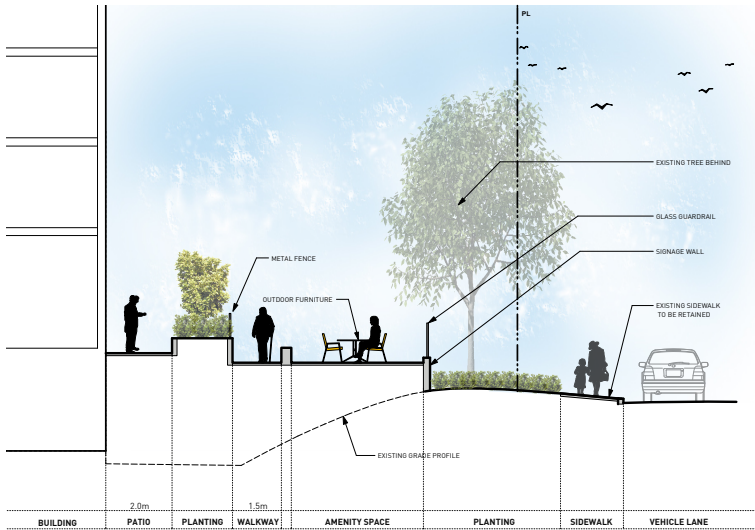 PL
EXISTING TREE BEHIND
GLASS GUARDRAIL
SIGNAGE WALL
METAL FENCE
OUTDOOR FURNITURE
EXISTING SIDEWALK
TO BE RETAINED
EXISTING GRADE PROFILE
2.0m
1.5m
BUILDING
PATIO
PLANTING
WALKWAY
AMENITY SPACE
PLANTING
SIDEWALK
VEHICLE LANE